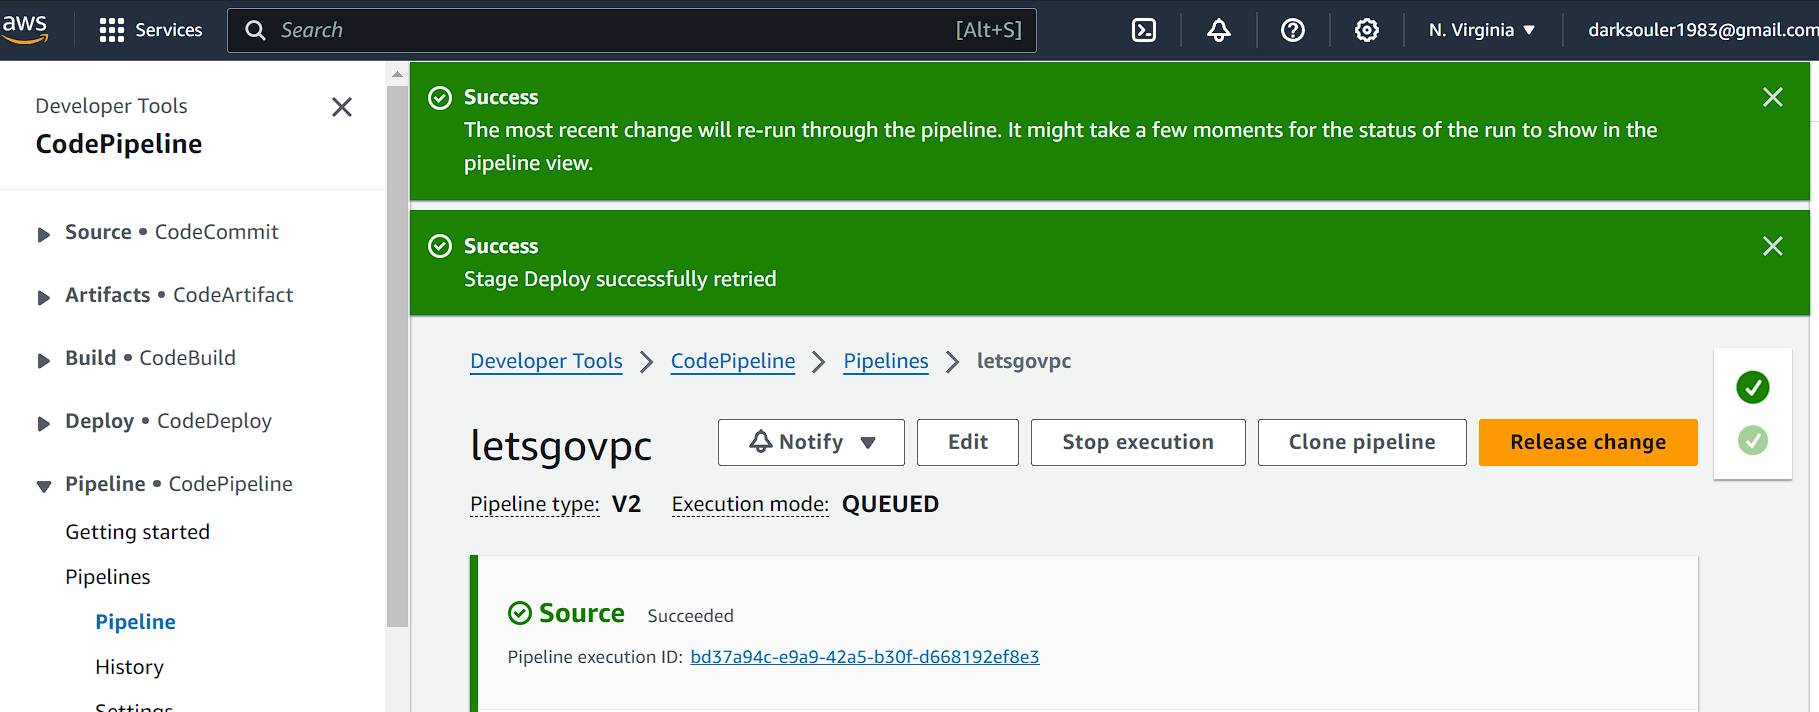 aws
Services
Search
[Alt+S]
N. Virginia
darksouler1983@gmail.com
Developer Tools
CodePipeline
Source • CodeCommit
Artifacts • CodeArtifact
Build • CodeBuild
Deploy • CodeDeploy
Pipeline • CodePipeline
Getting started
Pipelines
Pipeline
History
Settings
Success
The most recent change will re-run through the pipeline. It might take a few moments for the status of the run to show in the
pipeline view.
Success
Stage Deploy successfully retried
Developer Tools
CodePipeline
Pipelines
letsgovpc
letsgovpc
Notify
Edit
Stop execution
Clone pipeline
Release change
Pipeline type: V2
Execution mode: QUEUED
Source Succeeded
Pipeline execution ID: bd37a94c-e9a9-42a5-b30f-d668192ef8e3